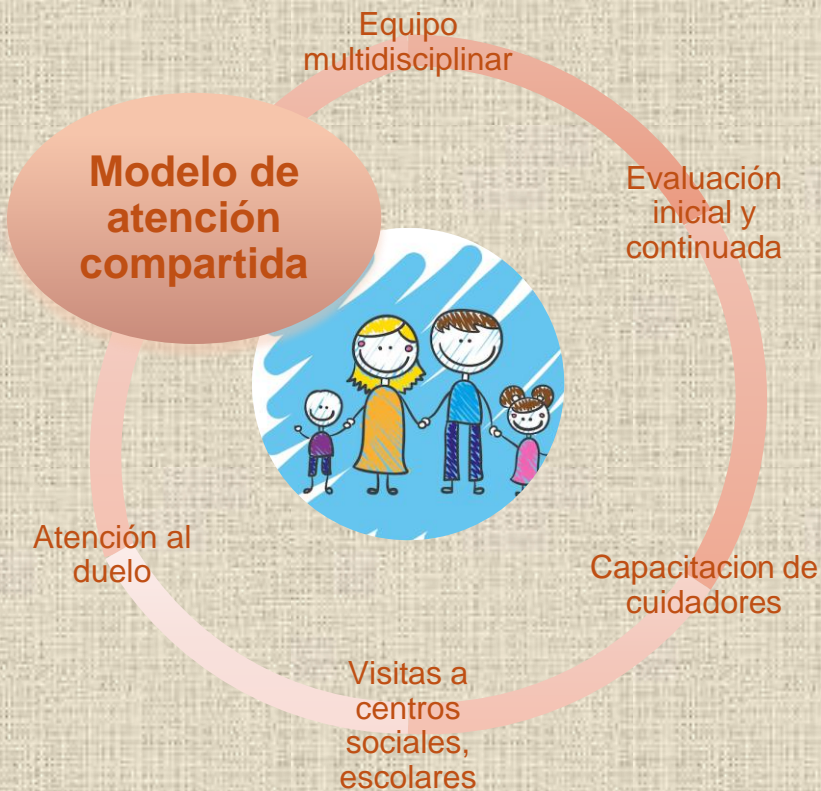 Equipo
multidisciplinar
Modelo de
atención
compartida
Evaluación
inicial y
continuada
Capacitacion de
cuidadores
Visitas a
centros
sociales,
escolares
Atención al
duelo